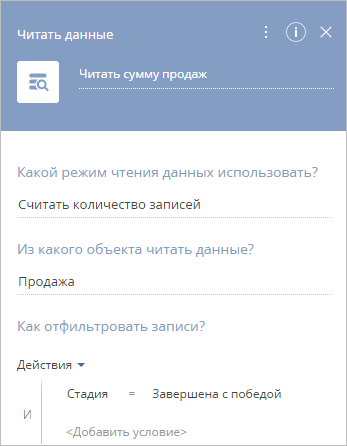 Читать данные
Читать сумму продаж
Какой режим чтения данных использовать?
Считать количество записей
Из какого объекта читать данные?
Продажа
Как отфильтровать записи?
Действия
Стадия = Завершена с победой
И
<Добавить условие>